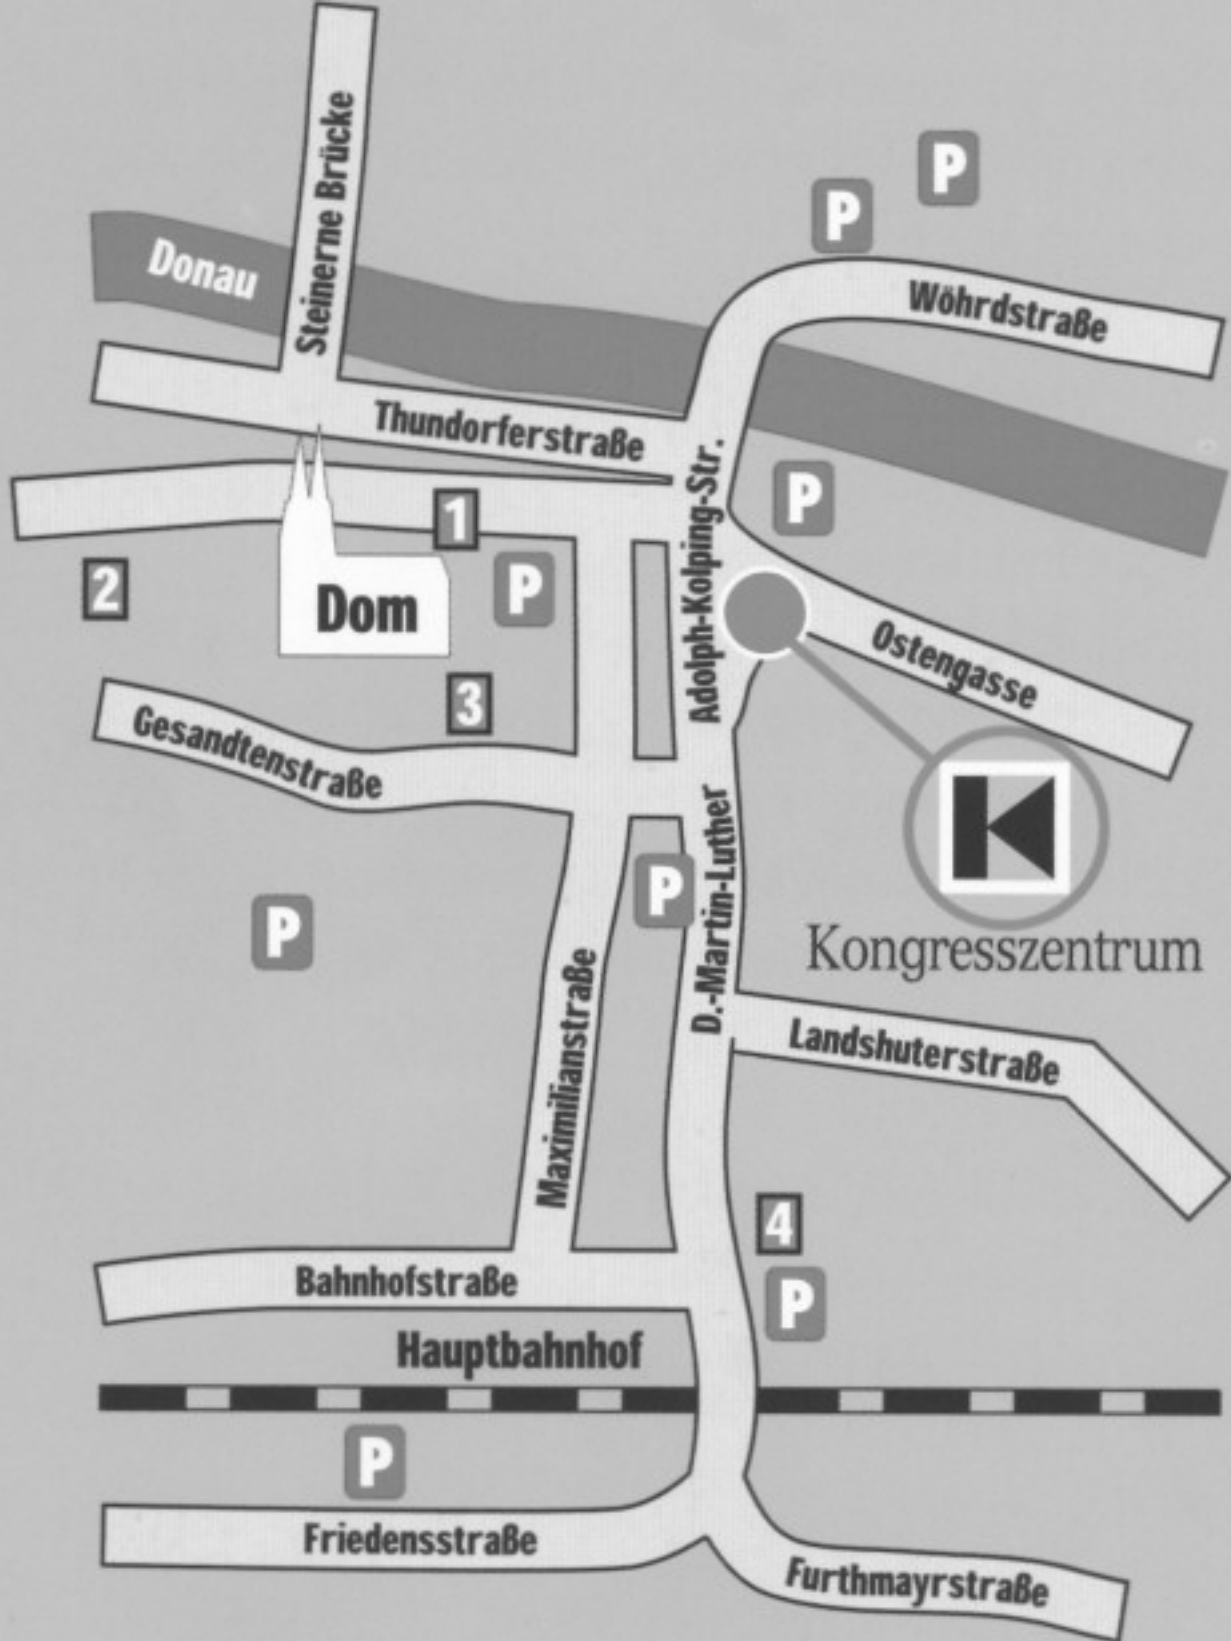 Steinerne Brücke
P
P
Donau
Wöhrdstraße
Thundorferstraße
P
1
Adolph-Kolping-Str.
2
P
Dom
Ostengasse
3
Gesandtenstraße
D.-Martin-Luther
P
P
Kongresszentrum
Maximilianstraße
Landshuterstraße
4
Bahnhofstraße
P
Hauptbahnhof
P
Friedensstraße
Furthmayrstraße